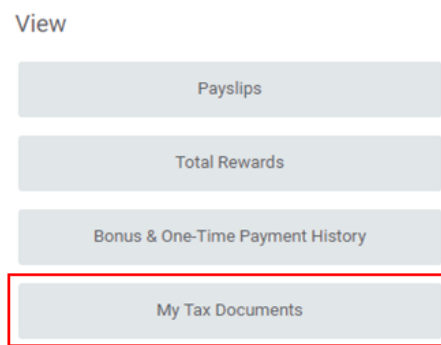 View
Payslips
Total Rewards
Bonus & One-Time Payment History
My Tax Documents